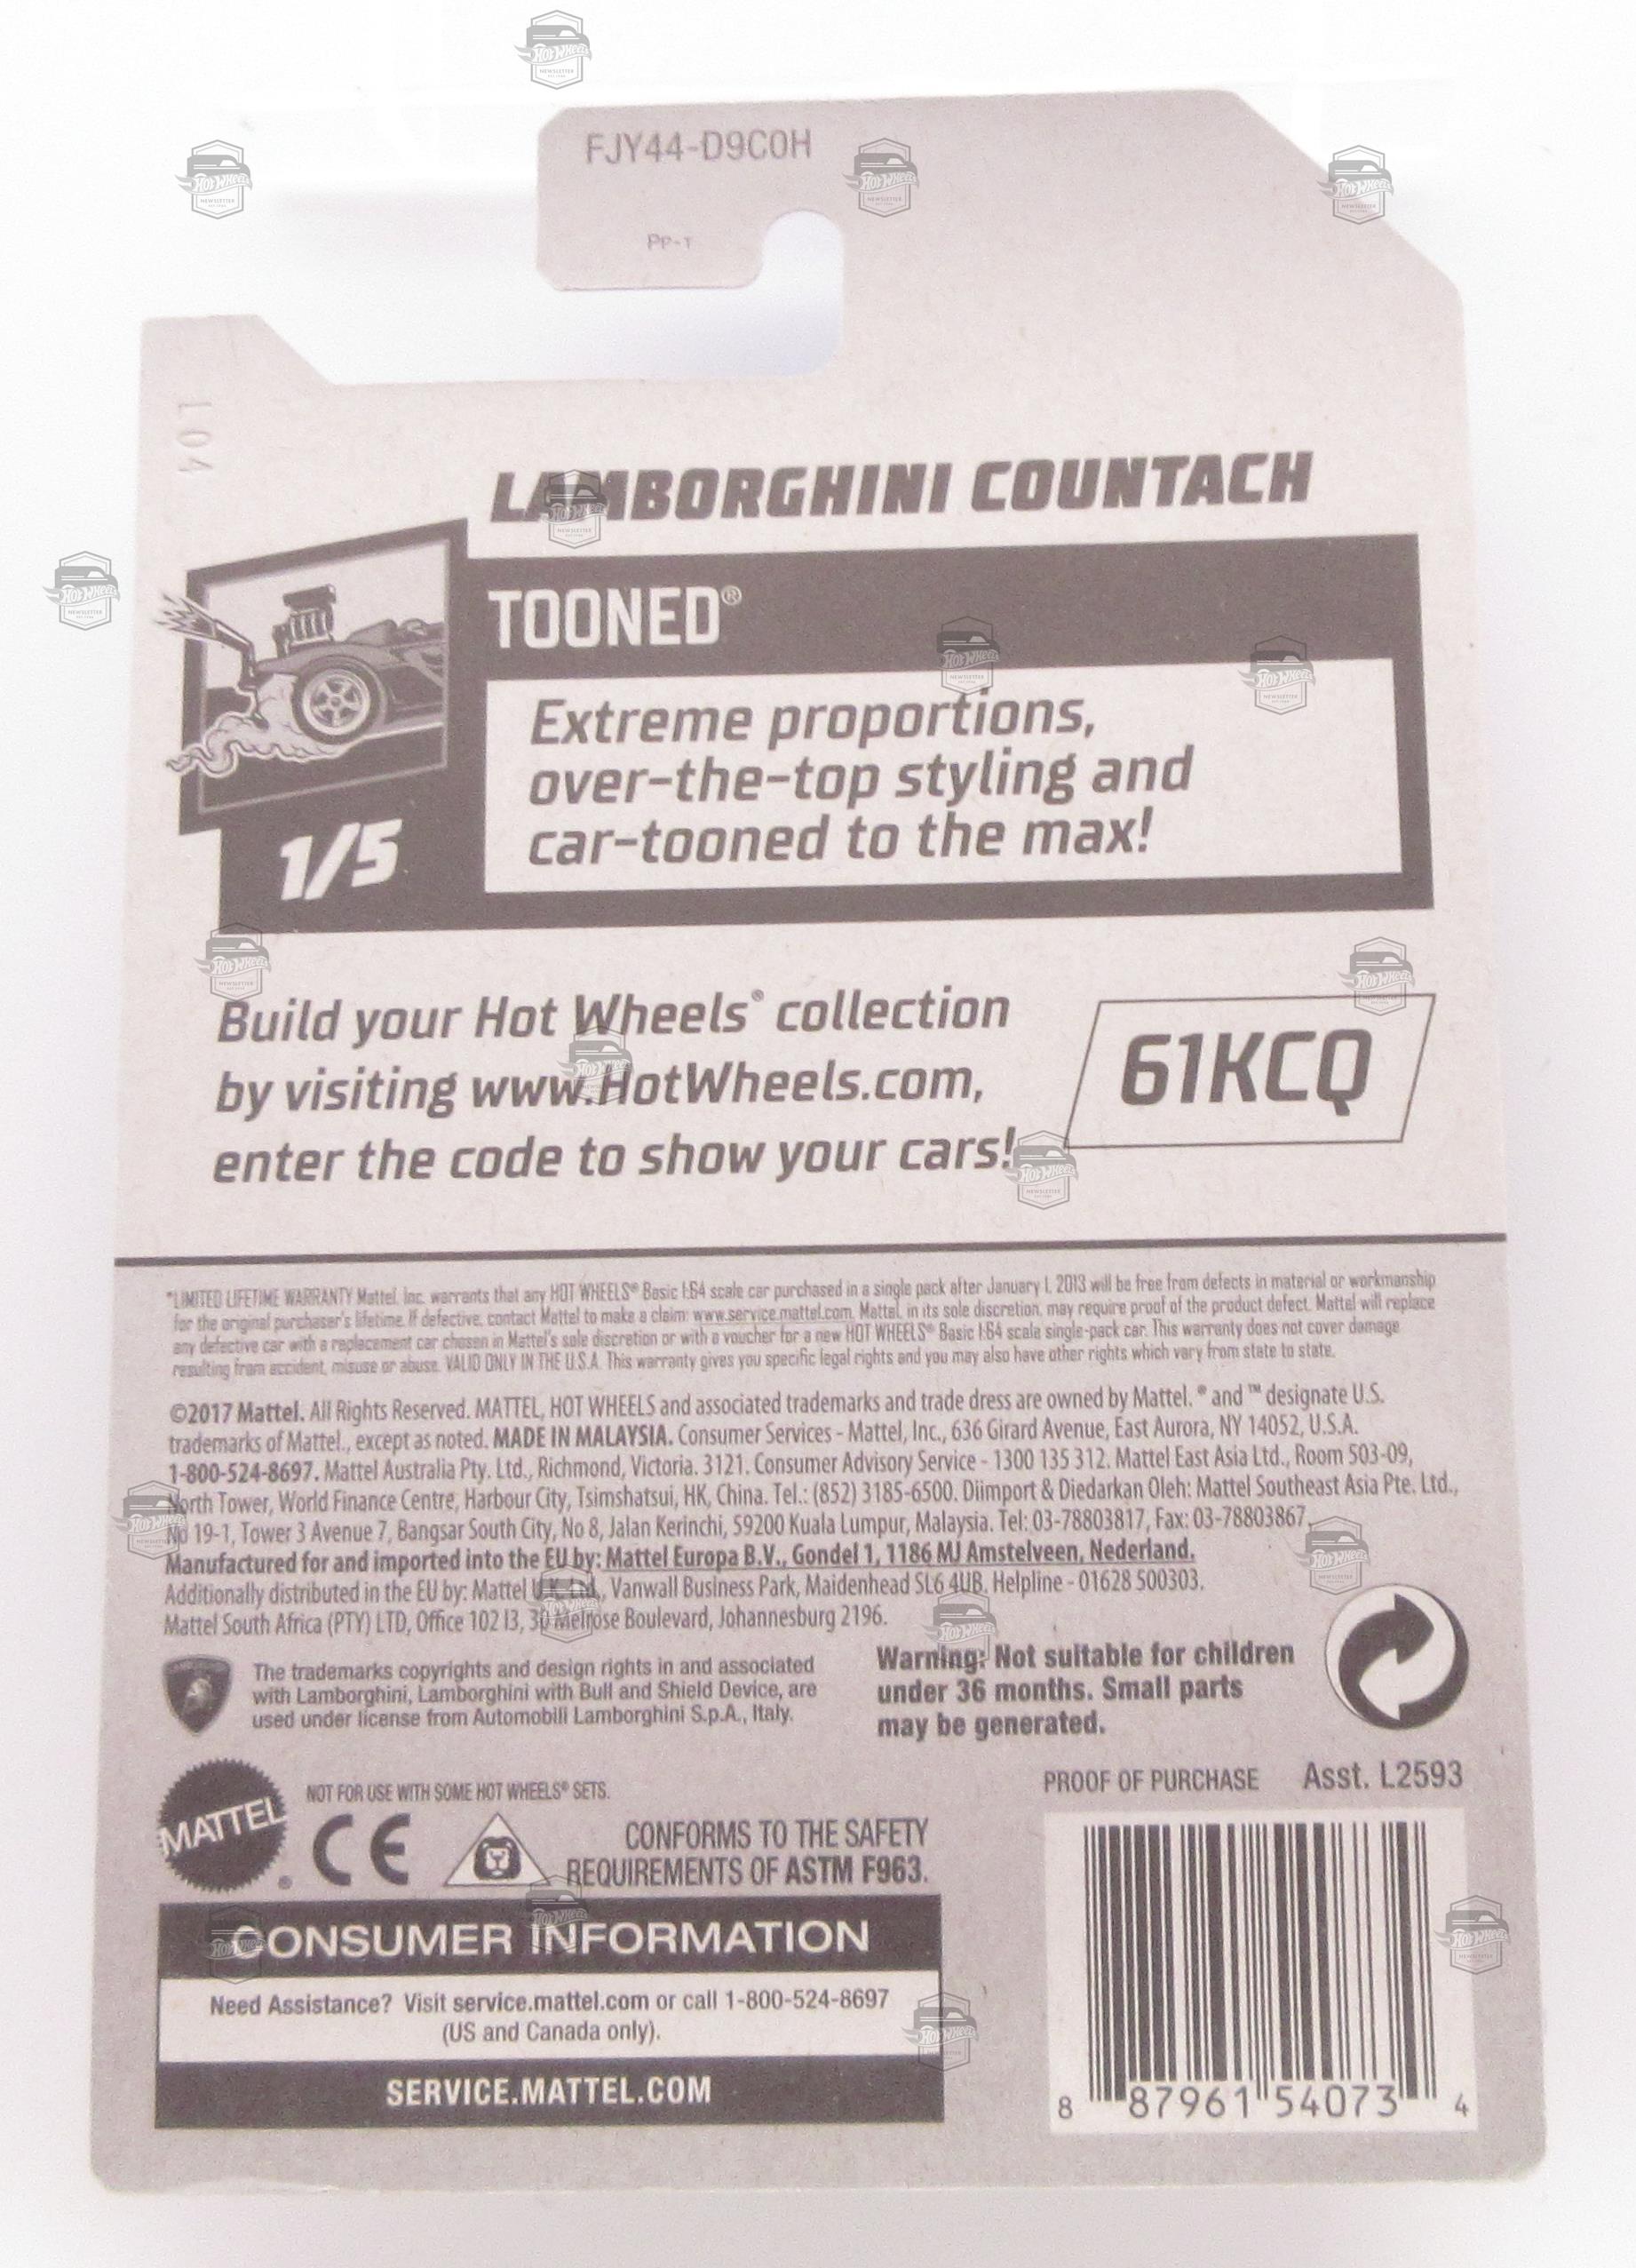 FJY44-D9C0H
PP-T
L04
LAMBORGHINI COUNTACH
TOONED®
Extreme proportions,
over-the-top styling and
car-tooned to the max!
1/5
Build your Hot Wheels® collection
by visiting www.HotWheels.com,
enter the code to show your cars!
61KCQ
*LIMITED LIFETIME WARRANTY Mattel, Inc. warrants that any HOT WHEELS® Basic 1:64 scale car purchased in a single pack after January 1, 2013 will be free from defects in material or workmanship
for the original purchaser's lifetime. If defective, contact Mattel to make a claim: www.service.mattel.com. Mattel, in its sole discretion, may require proof of the product defect. Mattel will replace
any defective car with a replacement car chosen in Mattel's sole discretion or with a voucher for a new HOT WHEELS® Basic 1:64 scale single-pack car. This warranty does not cover damage
resulting from accident, misuse or abuse. VALID ONLY IN THE U.S.A. This warranty gives you specific legal rights and you may also have other rights which vary from state to state.
©2017 Mattel. All Rights Reserved. MATTEL, HOT WHEELS and associated trademarks and trade dress are owned by Mattel. ® and ™ designate U.S.
trademarks of Mattel., except as noted. MADE IN MALAYSIA. Consumer Services - Mattel, Inc., 636 Girard Avenue, East Aurora, NY 14052, U.S.A.
1-800-524-8697. Mattel Australia Pty. Ltd., Richmond, Victoria. 3121. Consumer Advisory Service - 1300 135 312. Mattel East Asia Ltd., Room 503-09,
North Tower, World Finance Centre, Harbour City, Tsimshatsui, HK, China. Tel.: (852) 3185-6500. Diimport & Diedarkan Oleh: Mattel Southeast Asia Pte. Ltd.,
No 19-1, Tower 3 Avenue 7, Bangsar South City, No 8, Jalan Kerinchi, 59200 Kuala Lumpur, Malaysia. Tel: 03-78803817, Fax: 03-78803867.
Manufactured for and imported into the EU by: Mattel Europa B.V., Gondel 1, 1186 MJ Amstelveen, Nederland.
Additionally distributed in the EU by: Mattel U.K. Ltd., Vanwall Business Park, Maidenhead SL6 4UB. Helpline - 01628 500303.
Mattel South Africa (PTY) LTD, Office 102 I3, 30 Melrose Boulevard, Johannesburg 2196.
The trademarks copyrights and design rights in and associated
with Lamborghini, Lamborghini with Bull and Shield Device, are
used under license from Automobili Lamborghini S.p.A., Italy.
Warning: Not suitable for children
under 36 months. Small parts
may be generated.
MATTEL
NOT FOR USE WITH SOME HOT WHEELS® SETS.
CE
CONFORMS TO THE SAFETY
REQUIREMENTS OF ASTM F963.
PROOF OF PURCHASE Asst. L2593
CONSUMER INFORMATION
Need Assistance? Visit service.mattel.com or call 1-800-524-8697
(US and Canada only).
SERVICE.MATTEL.COM
8 87961 54073 4
Hot Wheels
NEWSLETTER